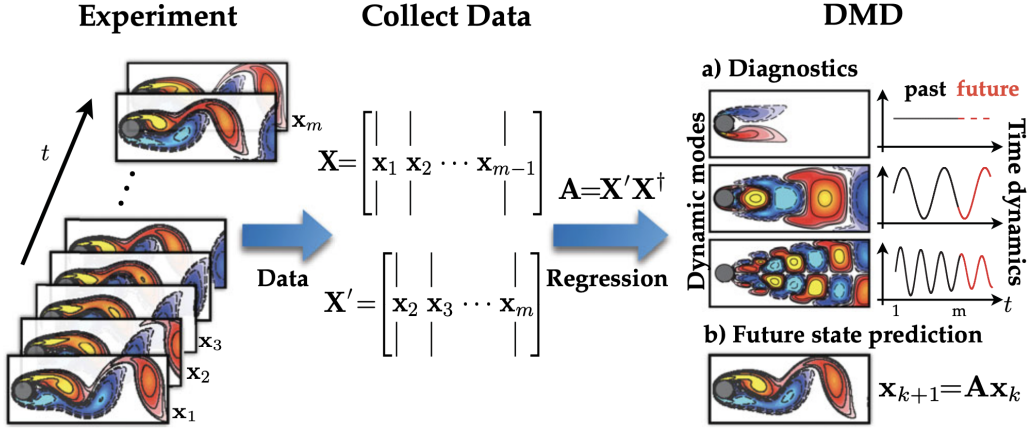 Experiment
t
x_m
x_3
x_2
x_1
Data
Collect Data
X=[x_1 x_2 ··· x_{m−1}]
X′=[x_2 x_3 ··· x_m]
A=X′X†
Regression
DMD
a) Diagnostics
Dynamic modes
past future
Time dynamics
1 m t
b) Future state prediction
x_{k+1}=Ax_k